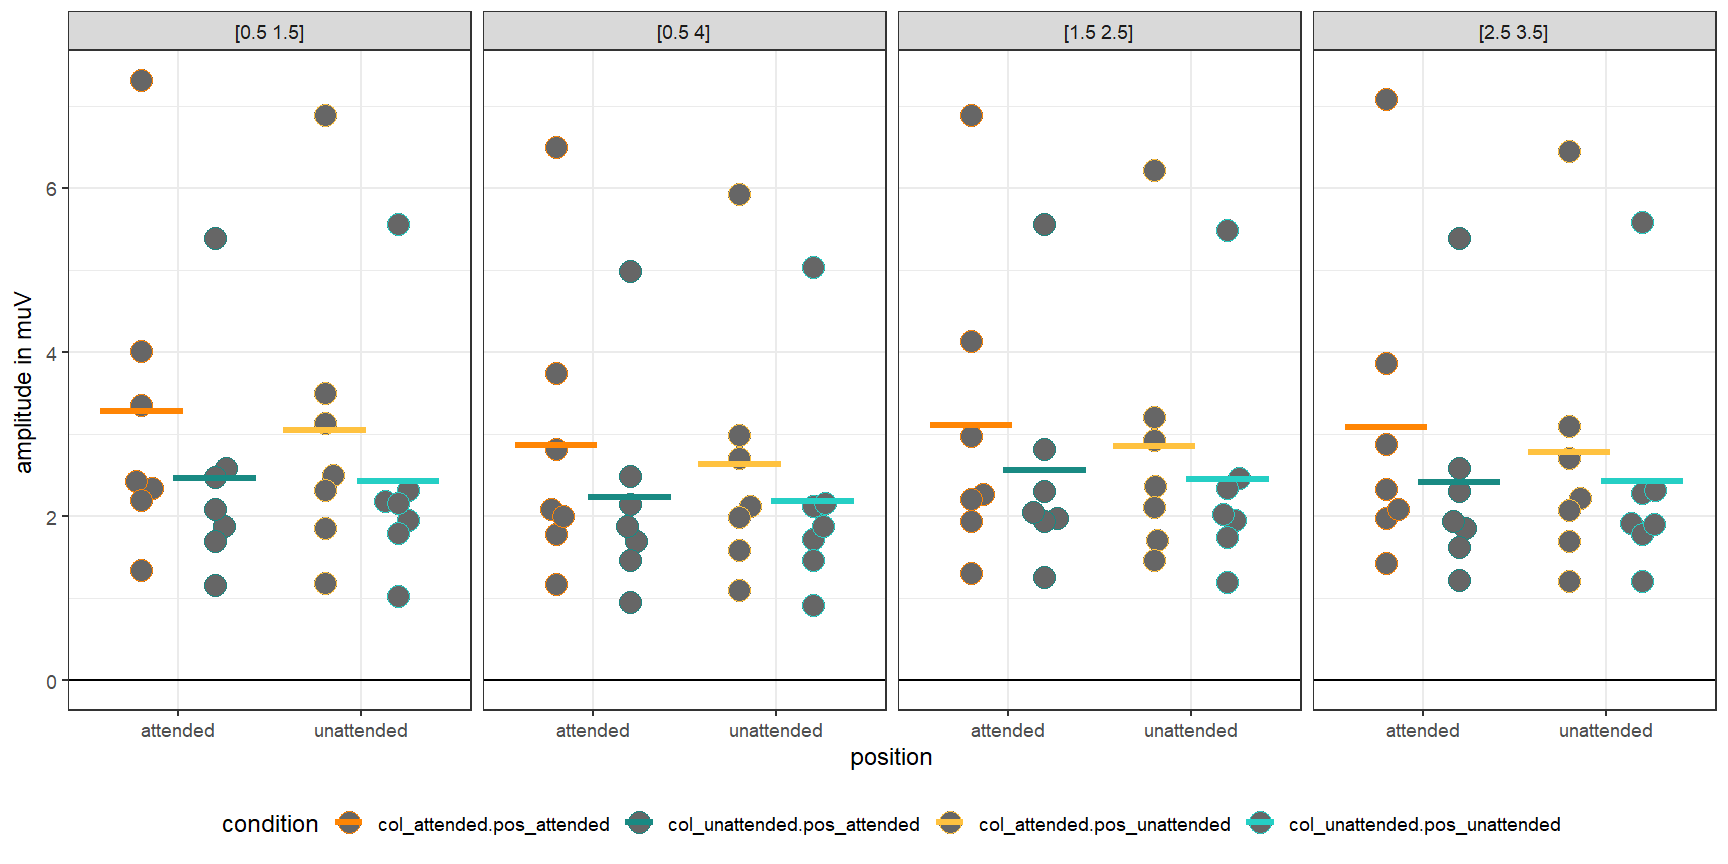 [0.5 1.5] [0.5 4] [1.5 2.5] [2.5 3.5]
amplitude in muV
6
4
2
0
attended unattended attended unattended attended unattended attended unattended
position
condition col_attended.pos_attended col_unattended.pos_attended col_attended.pos_unattended col_unattended.pos_unattended